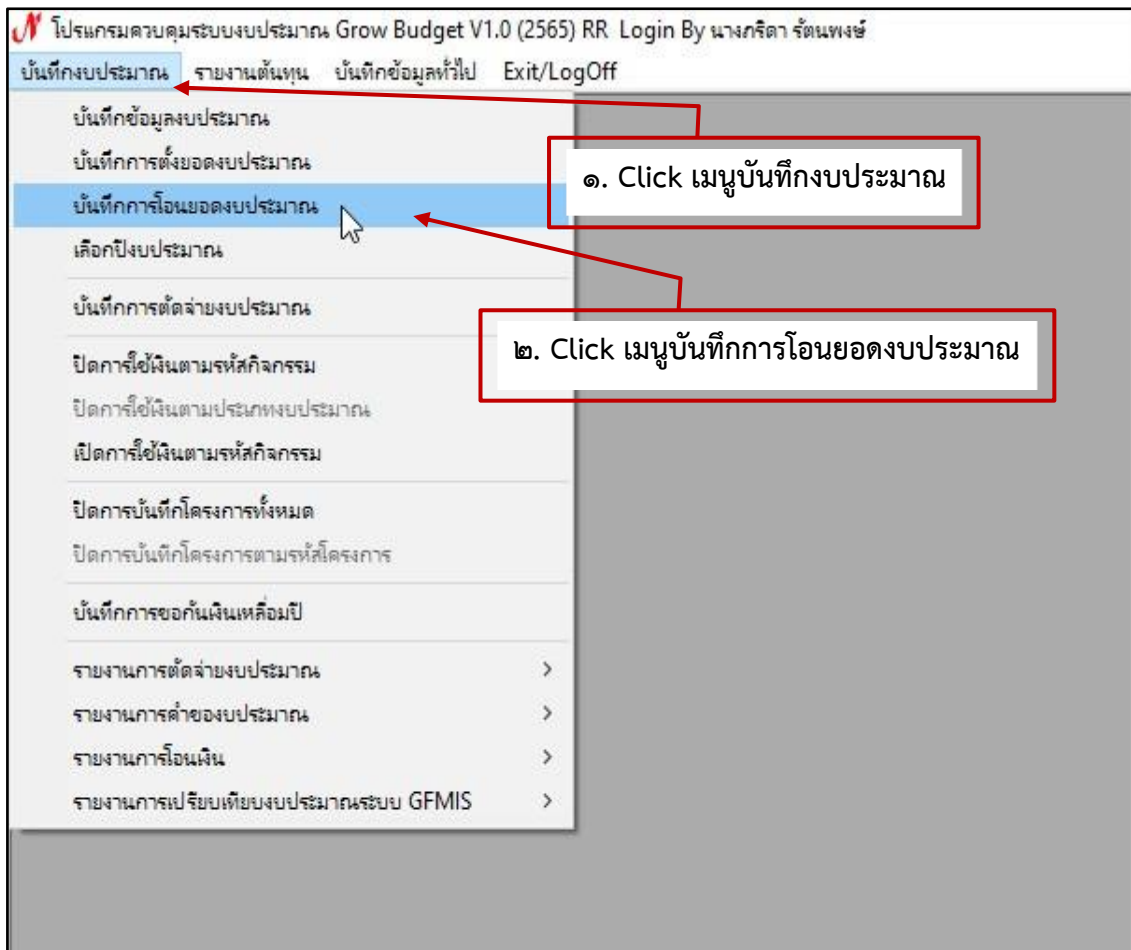 โปรแกรมควบคุมระบบงบประมาณ Grow Budget V1.0 (2565) RR Login By นางภริดา รัตนพงษ์
บันทึกงบประมาณ รายงานต้นทุน บันทึกข้อมูลทั่วไป Exit/LogOff
บันทึกข้อมูลงบประมาณ
บันทึกการตั้งยอดงบประมาณ
๑. Click เมนูบันทึกงบประมาณ
บันทึกการโอนยอดงบประมาณ
เลือกปีงบประมาณ
บันทึกการตัดจ่ายงบประมาณ
๒. Click เมนูบันทึกการโอนยอดงบประมาณ
ปิดการใช้เงินตามรหัสกิจกรรม
ปิดการใช้เงินตามประเภทงบประมาณ
เปิดการใช้เงินตามรหัสกิจกรรม
ปิดการบันทึกโครงการทั้งหมด
ปิดการบันทึกโครงการตามรหัสโครงการ
บันทึกการขอกันเงินเหลื่อมปี
รายงานการตัดจ่ายงบประมาณ
รายงานการคำของบประมาณ
รายงานการโอนเงิน
รายงานการเปรียบเทียบงบประมาณระบบ GFMIS